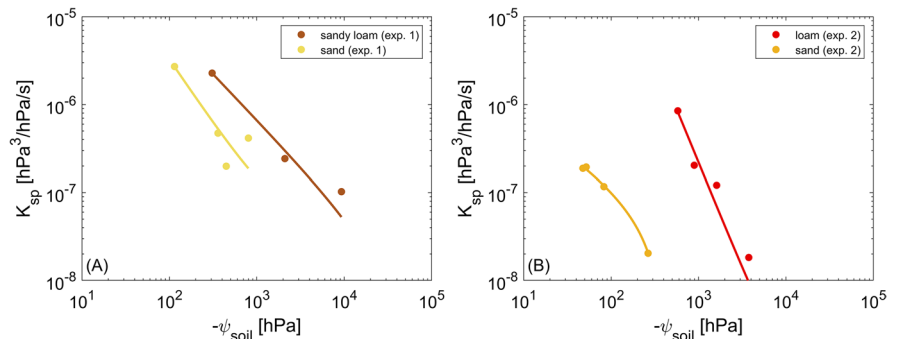 10^-5
10^-6
10^-7
10^-8
K_sp [hPa^3/hPa/s]
sandy loam (exp. 1)
sand (exp. 1)
(A)
10^1
10^2
10^3
10^4
10^5
-ψ_soil [hPa]
10^-5
10^-6
10^-7
10^-8
K_sp [hPa^3/hPa/s]
loam (exp. 2)
sand (exp. 2)
(B)
10^1
10^2
10^3
10^4
10^5
-ψ_soil [hPa]